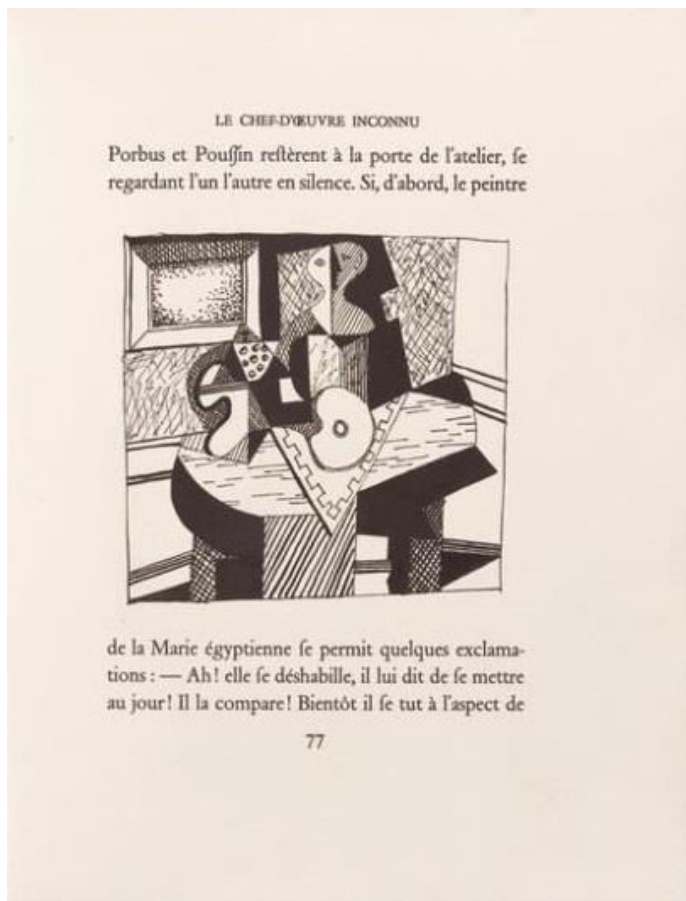 LE CHEF-D'ŒUVRE INCONNU
Porbus et Pouſſin reſtèrent à la porte de l'atelier, ſe
regardant l'un l'autre en silence. Si, d'abord, le peintre
de la Marie égyptienne ſe permit quelques exclama-
tions : — Ah! elle ſe déshabille, il lui dit de ſe mettre
au jour! Il la compare! Bientôt il ſe tut à l'aspect de
77